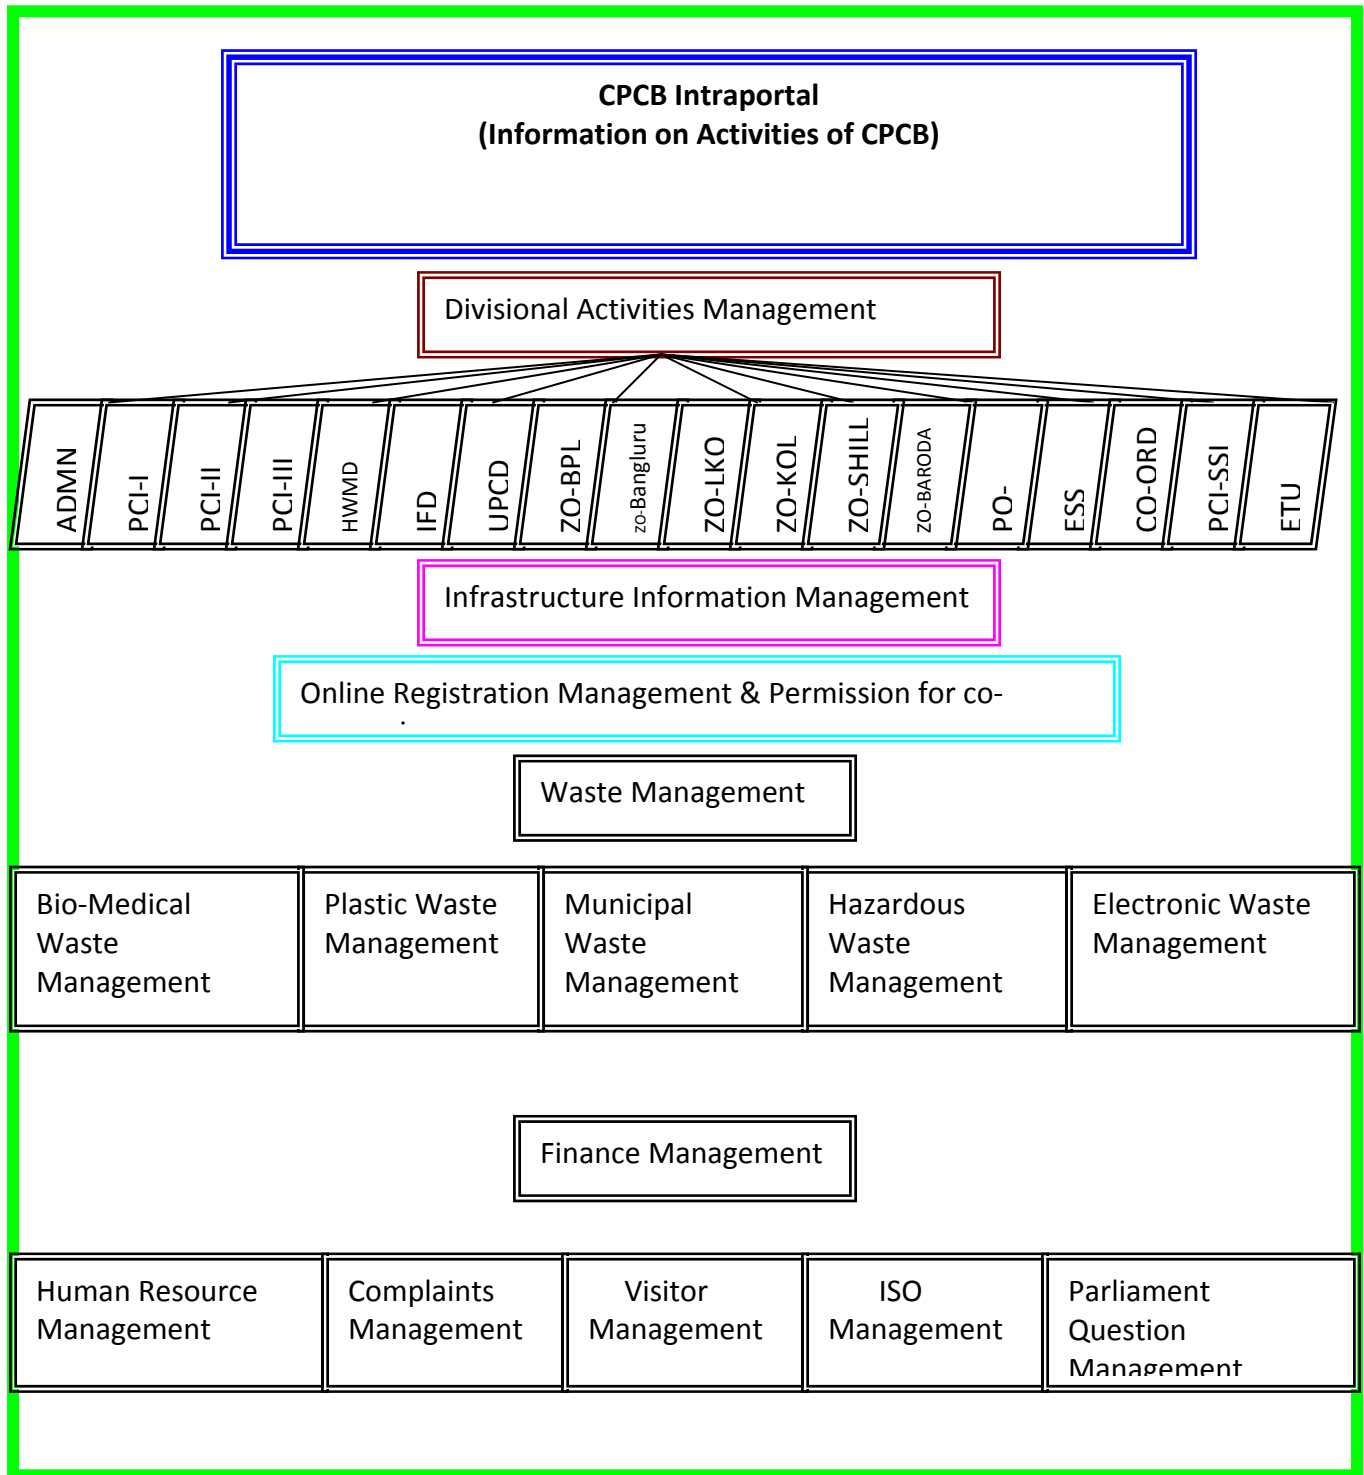 CPCB Intraportal
(Information on Activities of CPCB)
Divisional Activities Management
ADMN
PCI-I
PCI-II
PCI-III
HWMD
IFD
UPCD
ZO-BPL
ZO-Bangluru
ZO-LKO
ZO-KOL
ZO-SHILL
ZO-BARODA
PO-
ESS
CO-ORD
PCI-SSI
ETU
Infrastructure Information Management
Online Registration Management & Permission for co-
Waste Management
Bio-Medical
Waste
Management
Plastic Waste
Management
Municipal
Waste
Management
Hazardous
Waste
Management
Electronic Waste
Management
Finance Management
Human Resource
Management
Complaints
Management
Visitor
Management
ISO
Management
Parliament
Question
Management